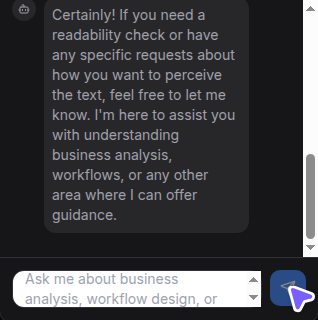 Certainly! If you need a
readability check or have
any specific requests about
how you want to perceive
the text, feel free to let me
know. I'm here to assist you
with understanding
business analysis,
workflows, or any other
area where I can offer
guidance.
Ask me about business
analysis, workflow design, or